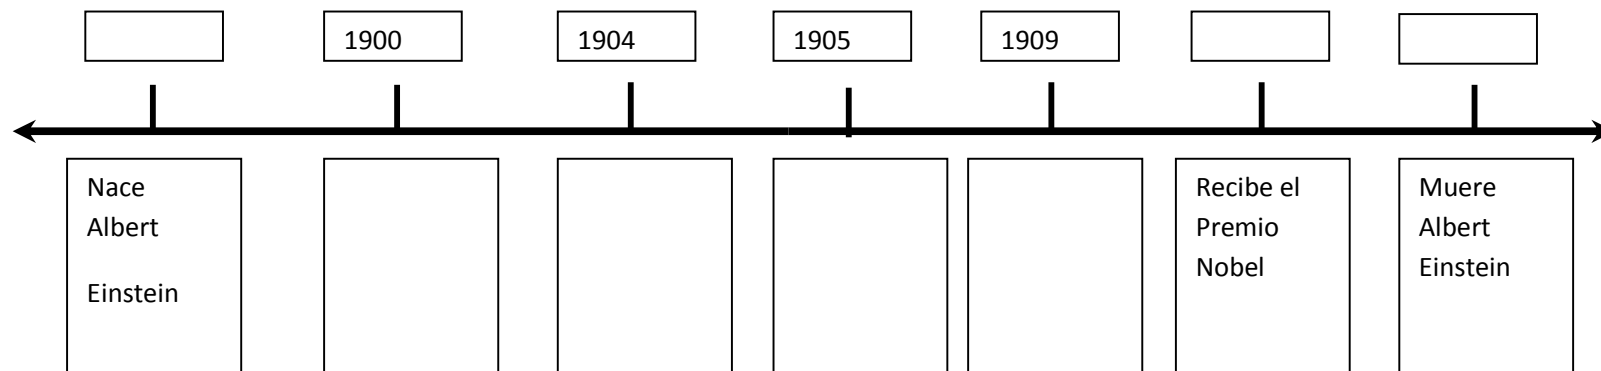 1900
1904
1905
1909
Nace
Albert
Einstein
Recibe el
Premio
Nobel
Muere
Albert
Einstein